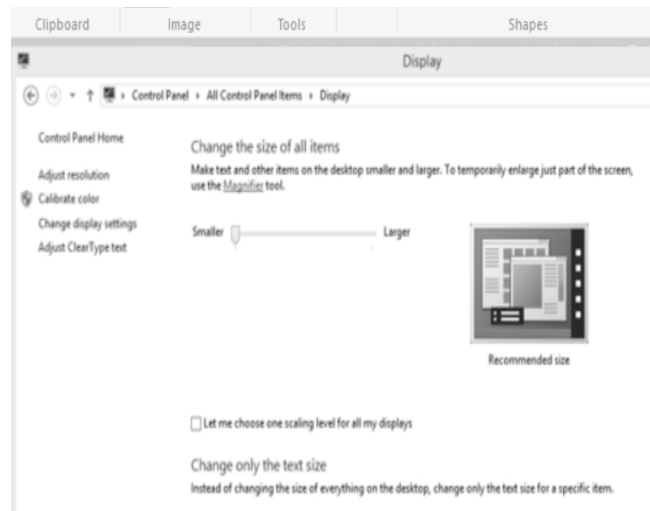 Clipboard Image Tools Shapes
Display
Control Panel All Control Panel Items Display
Control Panel Home
Adjust resolution
Calibrate color
Change display settings
Adjust ClearType text
Change the size of all items
Make text and other items on the desktop smaller and larger. To temporarily enlarge just part of the screen,
use the Magnifier tool.
Smaller Larger
Recommended size
Let me choose one scaling level for all my displays
Change only the text size
Instead of changing the size of everything on the desktop, change only the text size for a specific item.